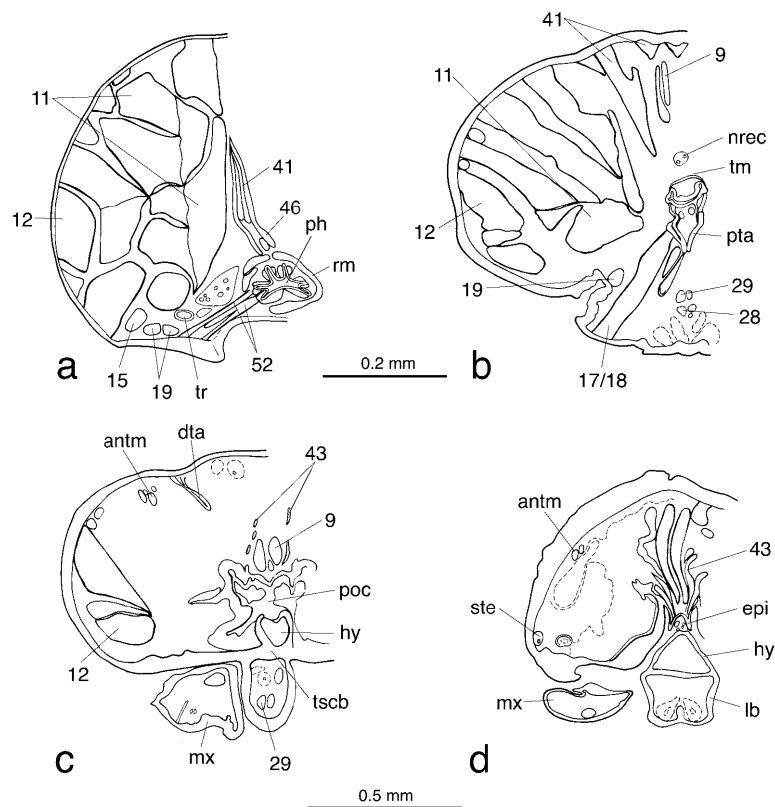 11
41
46
ph
rm
12
15
19
tr
52
a
0.2 mm
41
9
11
nrec
tm
12
pta
19
29
28
17/18
b
antm
dta
43
9
poc
hy
12
tscb
mx
29
c
antm
43
ste
epi
hy
mx
lb
d
0.5 mm